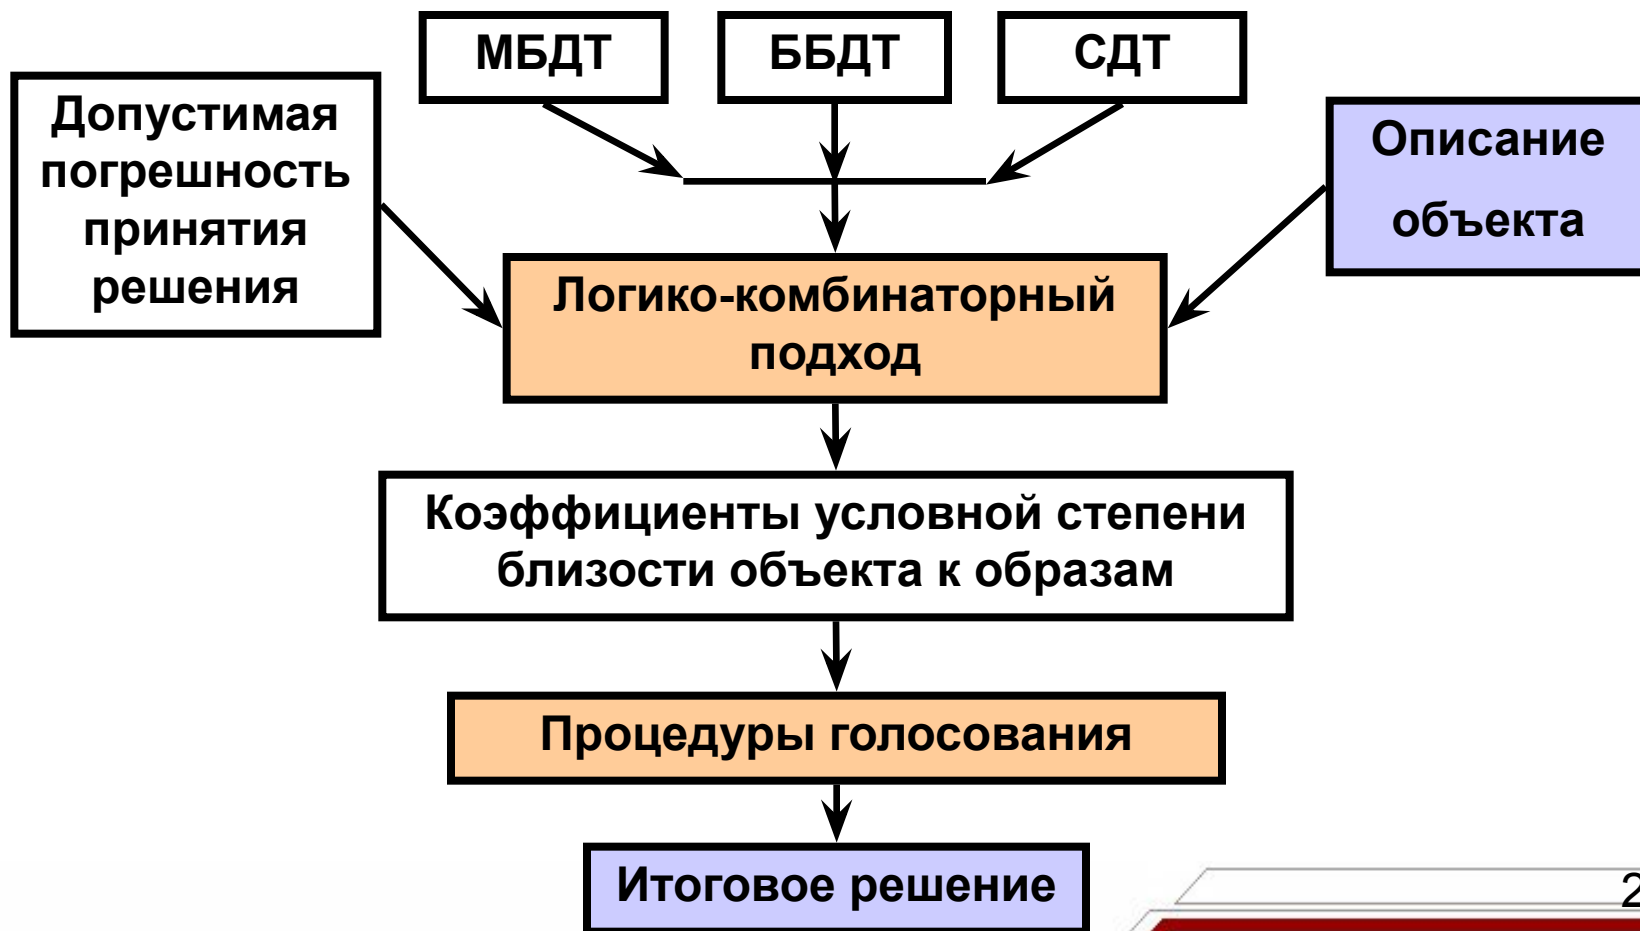 МБДТ
ББДТ
СДТ
Допустимая
погрешность
принятия
решения
Описание
объекта
Логико-комбинаторный
подход
Коэффициенты условной степени
близости объекта к образам
Процедуры голосования
Итоговое решение
2